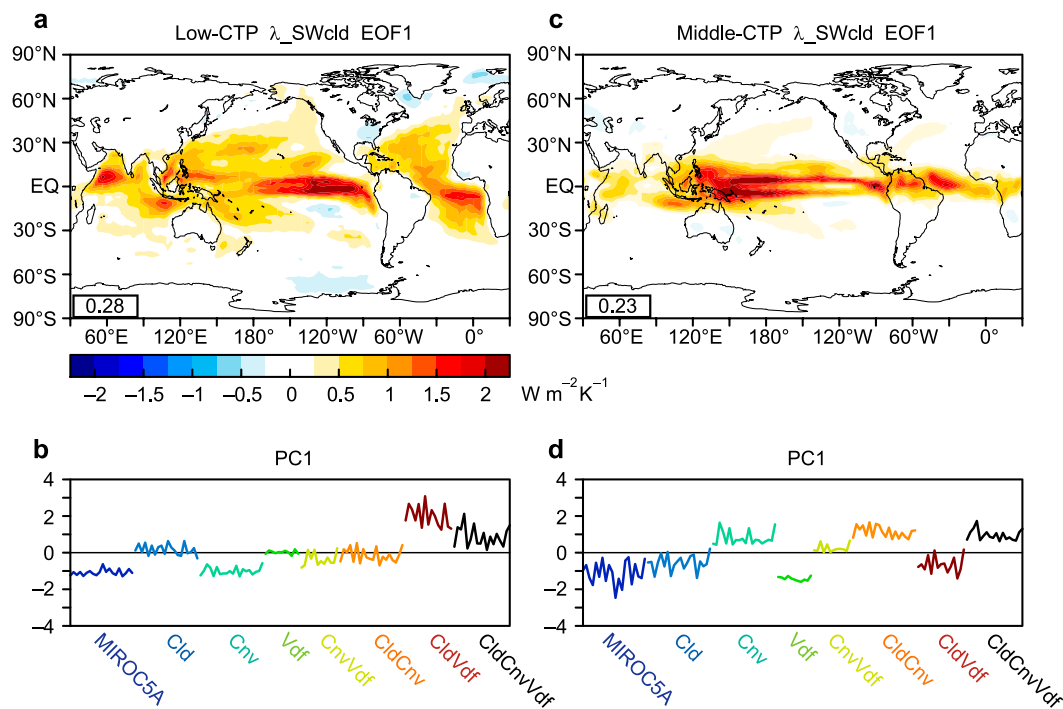 a
Low-CTP λ_SWcld EOF1
90°N
60°N
30°N
EQ
30°S
60°S
90°S
0.28
60°E 120°E 180° 120°W 60°W 0°
−2 −1.5 −1 −0.5 0 0.5 1 1.5 2 W m−2 K−1
c
Middle-CTP λ_SWcld EOF1
90°N
60°N
30°N
EQ
30°S
60°S
90°S
0.23
60°E 120°E 180° 120°W 60°W 0°
b
PC1
4
2
0
−2
−4
MIROC5A
Cld
Cnv
Vdf
CnvVdf
CldCnv
CldVdf
CldCnvVdf
d
PC1
4
2
0
−2
−4
MIROC5A
Cld
Cnv
Vdf
CnvVdf
CldCnv
CldVdf
CldCnvVdf